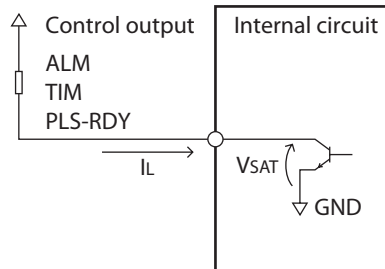 Control output
Internal circuit
ALM
TIM
PLS-RDY
IL
VSAT
GND